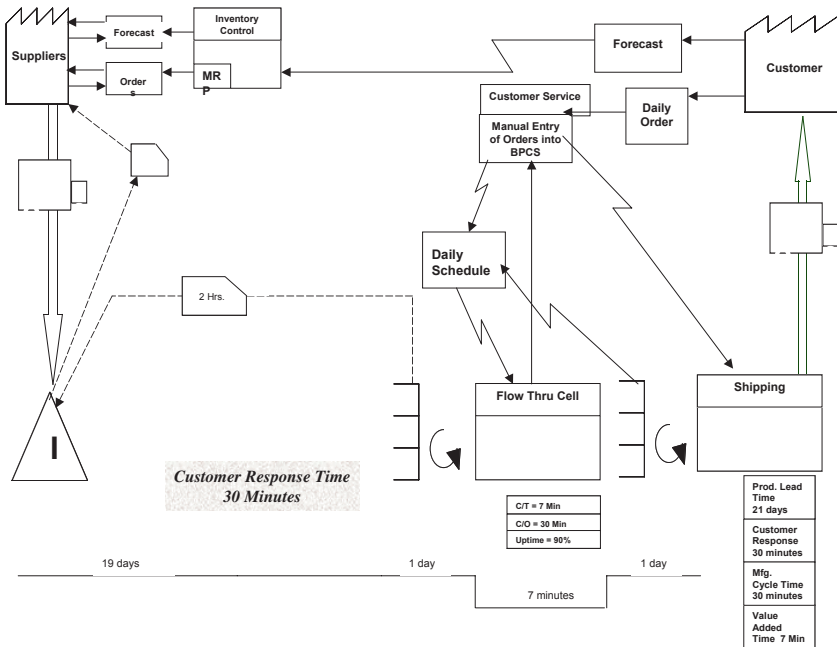 Suppliers
Forecast
Inventory
Control
Order
s
MR
P
Forecast
Customer
Customer Service
Manual Entry
of Orders into
BPCS
Daily
Order
Daily
Schedule
2 Hrs.
I
Flow Thru Cell
Shipping
Customer Response Time
30 Minutes
C/T = 7 Min
C/O = 30 Min
Uptime = 90%
Prod. Lead
Time
21 days
Customer
Response
30 minutes
Mfg.
Cycle Time
30 minutes
Value
Added
Time 7 Min
19 days
1 day
7 minutes
1 day